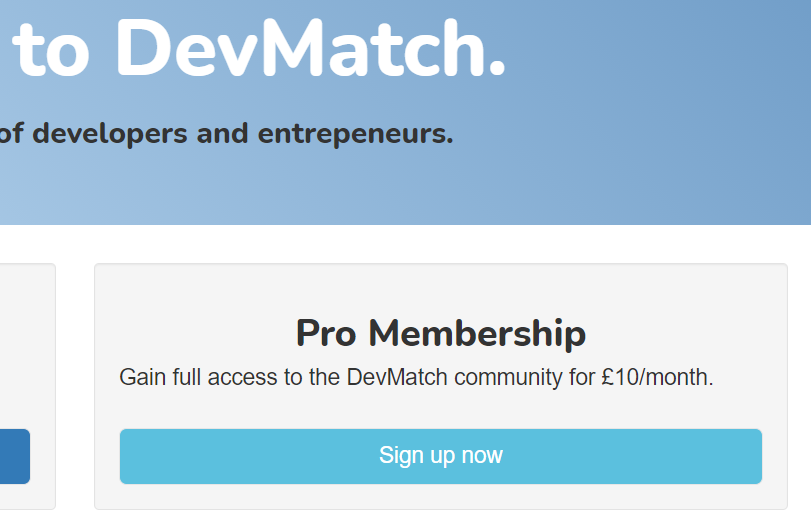 to DevMatch.
of developers and entrepeneurs.
Pro Membership
Gain full access to the DevMatch community for £10/month.
Sign up now